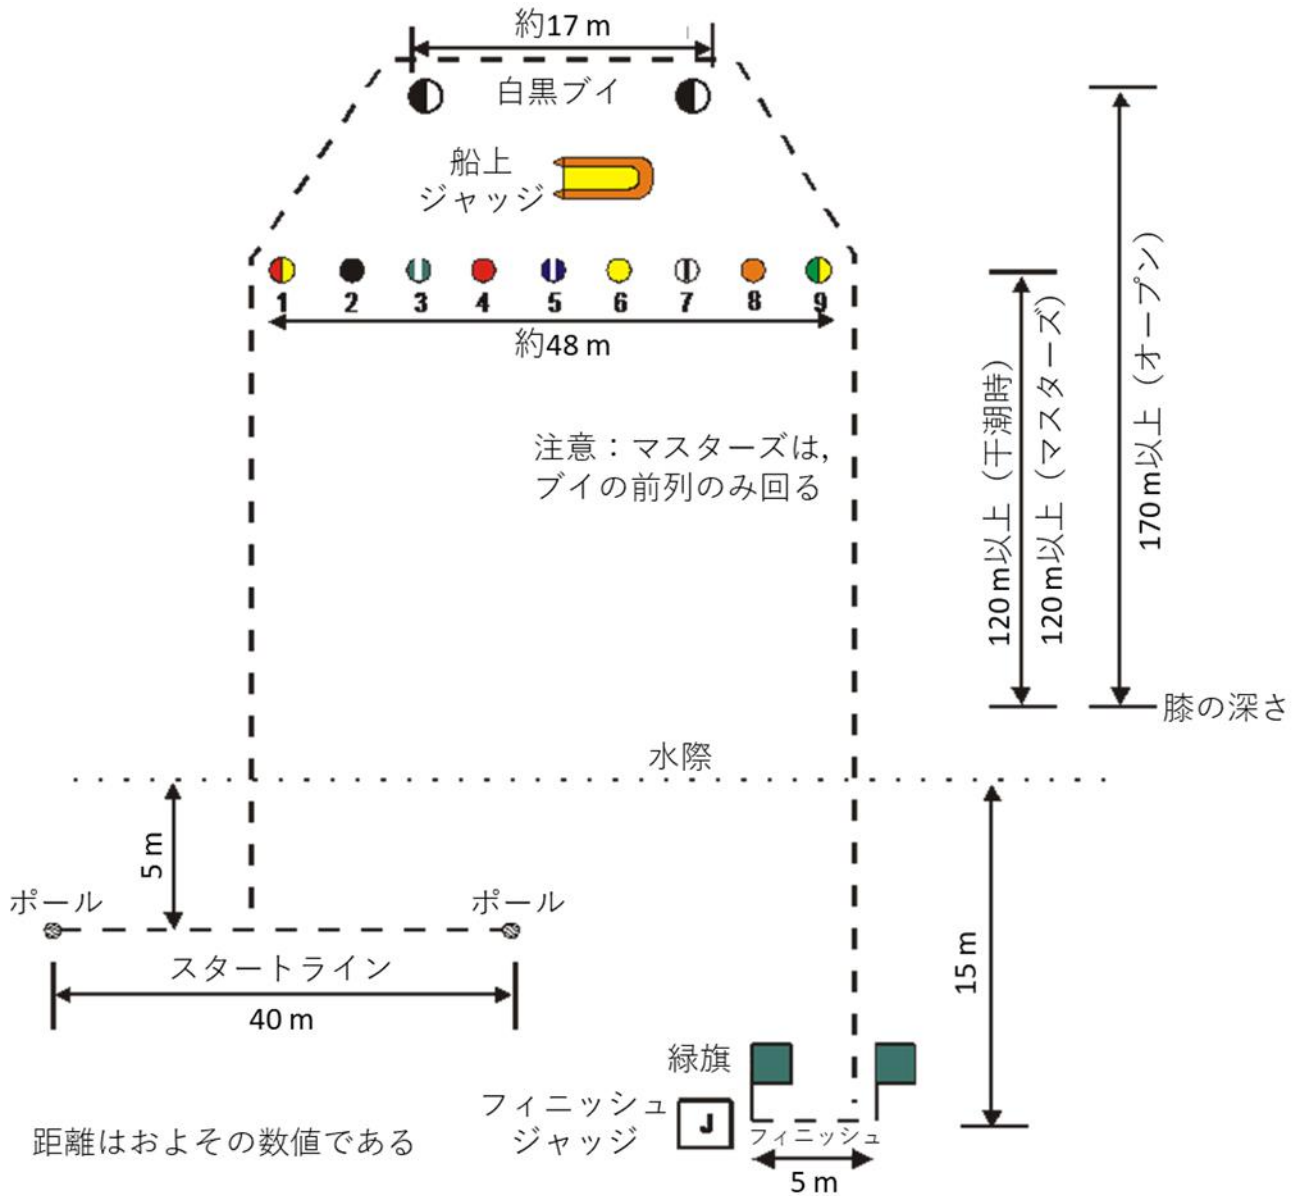 約17 m
白黒ブイ
船上
ジャッジ
1 2 3 4 5 6 7 8 9
約48 m
注意：マスターズは,
ブイの前列のみ回る
120 m以上（干潮時）
120 m以上（マスターズ）
170 m以上（オープン）
膝の深さ
水際
5 m
ポール
ポール
スタートライン
40 m
15 m
緑旗
フィニッシュ
ジャッジ
J
フィニッシュ
5 m
距離はおよその数値である